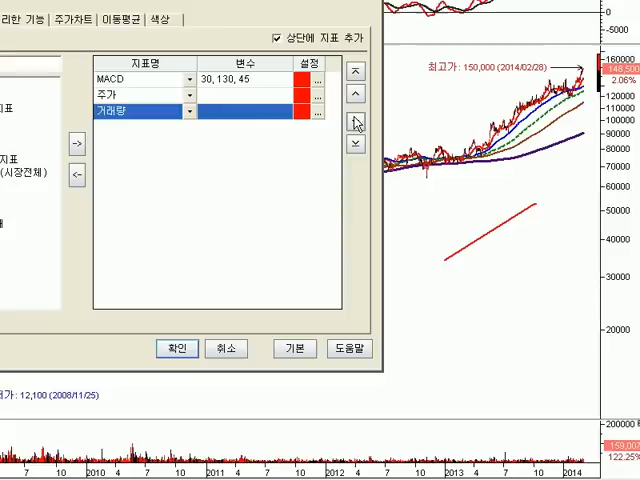 리한 기능 주가차트 이동평균 색상
상단에 지표 추가
지표명 변수 설정
MACD 30, 130, 45 ...
주가 ...
거래량 ...
지표
지표
(시장전체)
->
<-
확인 취소 기본 도움말
0
-5000
최고가: 150,000 (2014/02/28)
160000
148,500
2.06%
120000
100000
90000
80000
70000
60000
50000
40000
30000
20000
가: 12,100 (2008/11/25)
200000
159,002
122.25%
7 10 2010 4 7 10 2011 4 7 10 2012 4 7 10 2013 4 7 10 2014